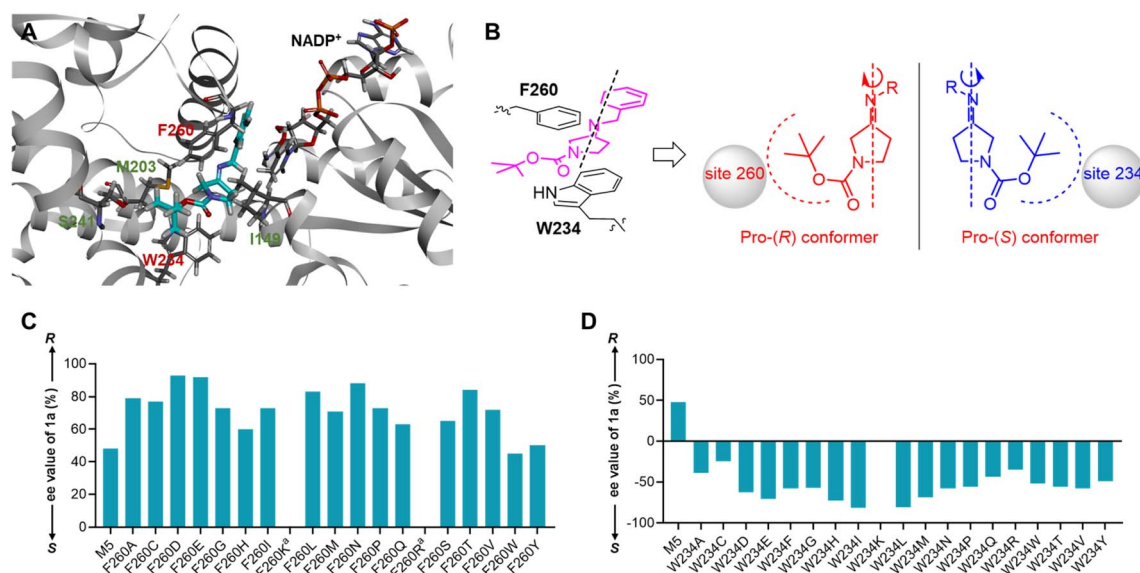 A
NADP+
F260
M203
S241
I149
W234
B
F260
N
N
O
O
HN
W234
site 260
N
R
N
O
O
Pro-(R) conformer
R
N
N
O
O
site 234
Pro-(S) conformer
C
R
ee value of 1a (%)
S
100
80
60
40
20
0
M5
F260A
F260C
F260D
F260E
F260G
F260H
F260I
F260Kª
F260L
F260M
F260N
F260P
F260Q
F260Rª
F260S
F260T
F260V
F260W
F260Y
D
R
ee value of 1a (%)
S
100
50
0
-50
-100
M5
W234A
W234C
W234D
W234E
W234F
W234G
W234H
W234I
W234K
W234L
W234M
W234N
W234P
W234Q
W234R
W234W
W234T
W234V
W234Y